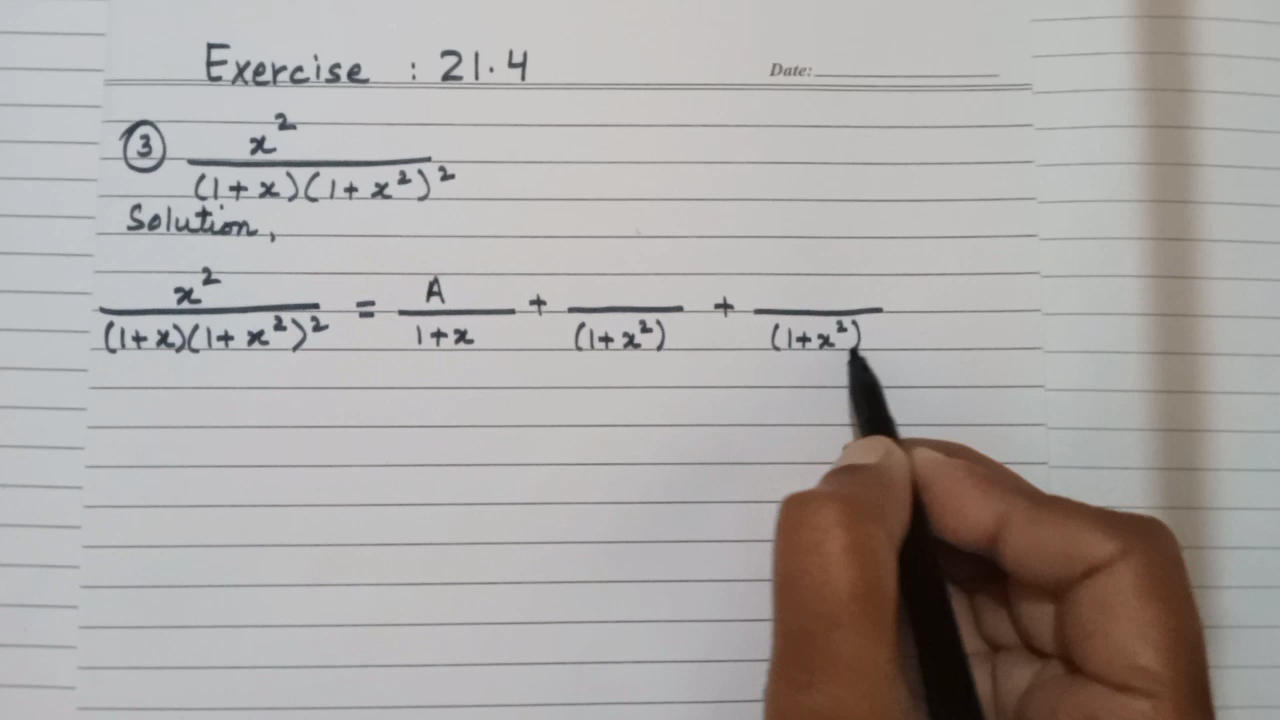 Exercise : 21.4
Date:
③ x² / (1+x)(1+x²)²
Solution,
x² / (1+x)(1+x²)² = A / 1+x + / (1+x²) + / (1+x²)